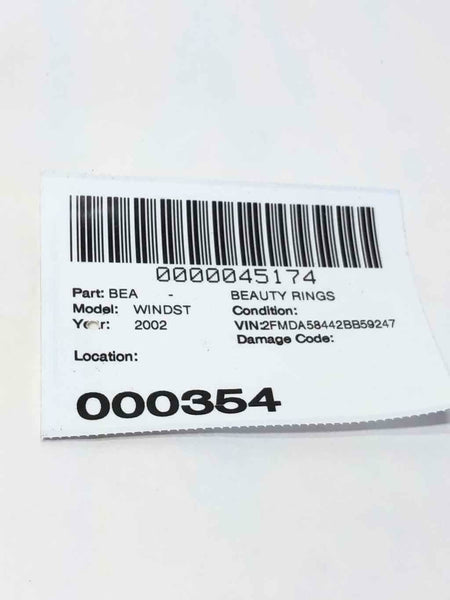 0000045174
Part: BEA - BEAUTY RINGS
Model: WINDST Condition:
Year: 2002 VIN:2FMDA58442BB59247
Damage Code:
Location:
000354